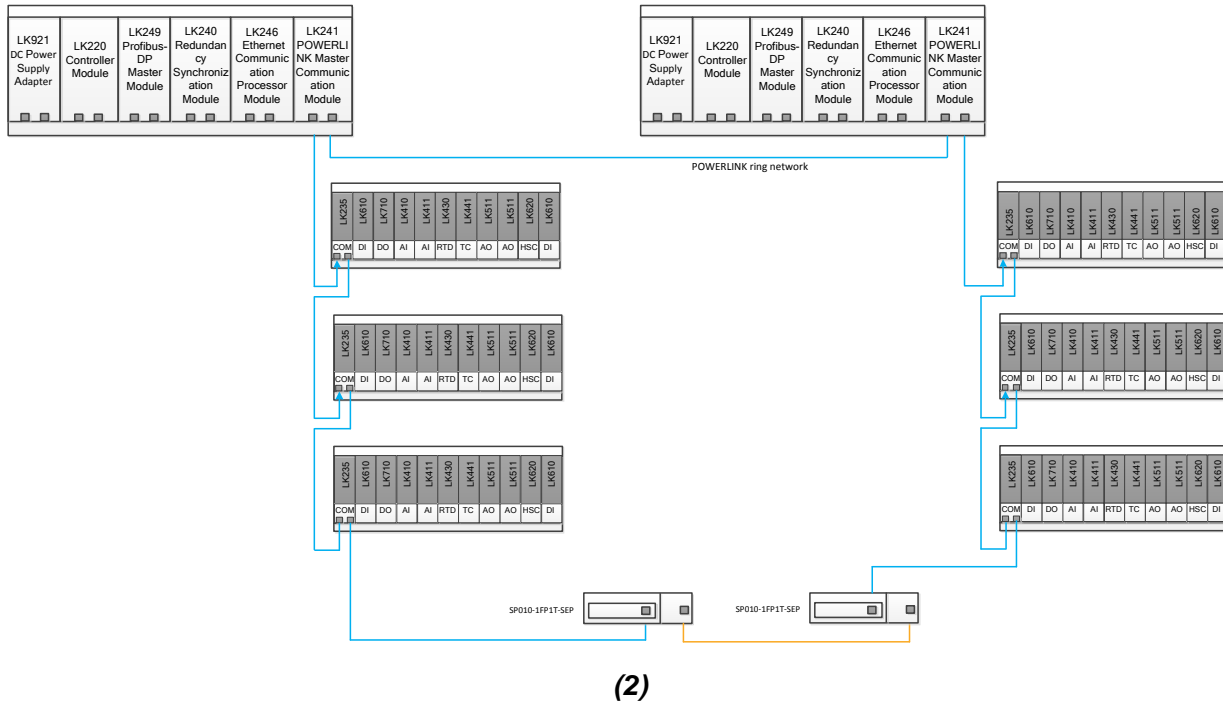 LK921
DC Power
Supply
Adapter
LK220
Controller
Module
LK249
Profibus-
DP
Master
Module
LK240
Redundan
cy
Synchroniz
ation
Module
LK246
Ethernet
Communic
ation
Processor
Module
LK241
POWERLI
NK Master
Communic
ation
Module
LK921
DC Power
Supply
Adapter
LK220
Controller
Module
LK249
Profibus-
DP
Master
Module
LK240
Redundan
cy
Synchroniz
ation
Module
LK246
Ethernet
Communic
ation
Processor
Module
LK241
POWERLI
NK Master
Communic
ation
Module
POWERLINK ring network
LK235 LK610 LK710 LK410 LK411 LK430 LK441 LK511 LK511 LK620 LK610
COM DI DO AI AI RTD TC AO AO HSC DI
LK235 LK610 LK710 LK410 LK411 LK430 LK441 LK511 LK511 LK620 LK610
COM DI DO AI AI RTD TC AO AO HSC DI
LK235 LK610 LK710 LK410 LK411 LK430 LK441 LK511 LK511 LK620 LK610
COM DI DO AI AI RTD TC AO AO HSC DI
LK235 LK610 LK710 LK410 LK411 LK430 LK441 LK511 LK511 LK620 LK610
COM DI DO AI AI RTD TC AO AO HSC DI
LK235 LK610 LK710 LK410 LK411 LK430 LK441 LK511 LK511 LK620 LK610
COM DI DO AI AI RTD TC AO AO HSC DI
LK235 LK610 LK710 LK410 LK411 LK430 LK441 LK511 LK511 LK620 LK610
COM DI DO AI AI RTD TC AO AO HSC DI
SP010-1FP1T-SEP
SP010-1FP1T-SEP
(2)